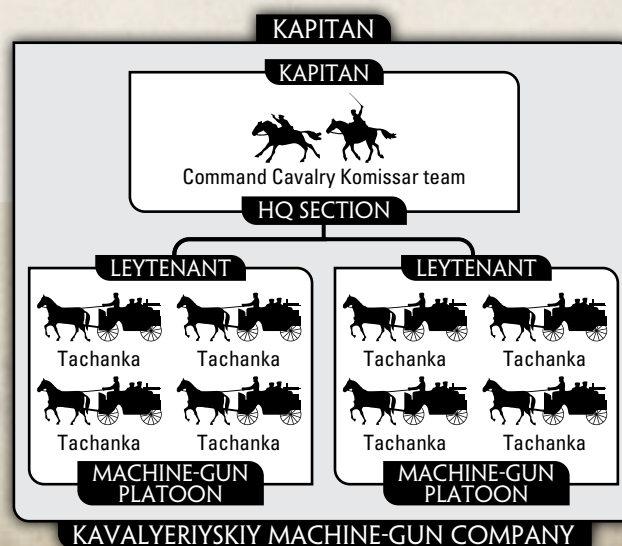 KAPITAN
KAPITAN
Command Cavalry Komissar team
HQ SECTION
LEYTENANT
Tachanka Tachanka
Tachanka Tachanka
MACHINE-GUN
PLATOON
LEYTENANT
Tachanka Tachanka
Tachanka Tachanka
MACHINE-GUN
PLATOON
KAVALYERIYSKIY MACHINE-GUN COMPANY